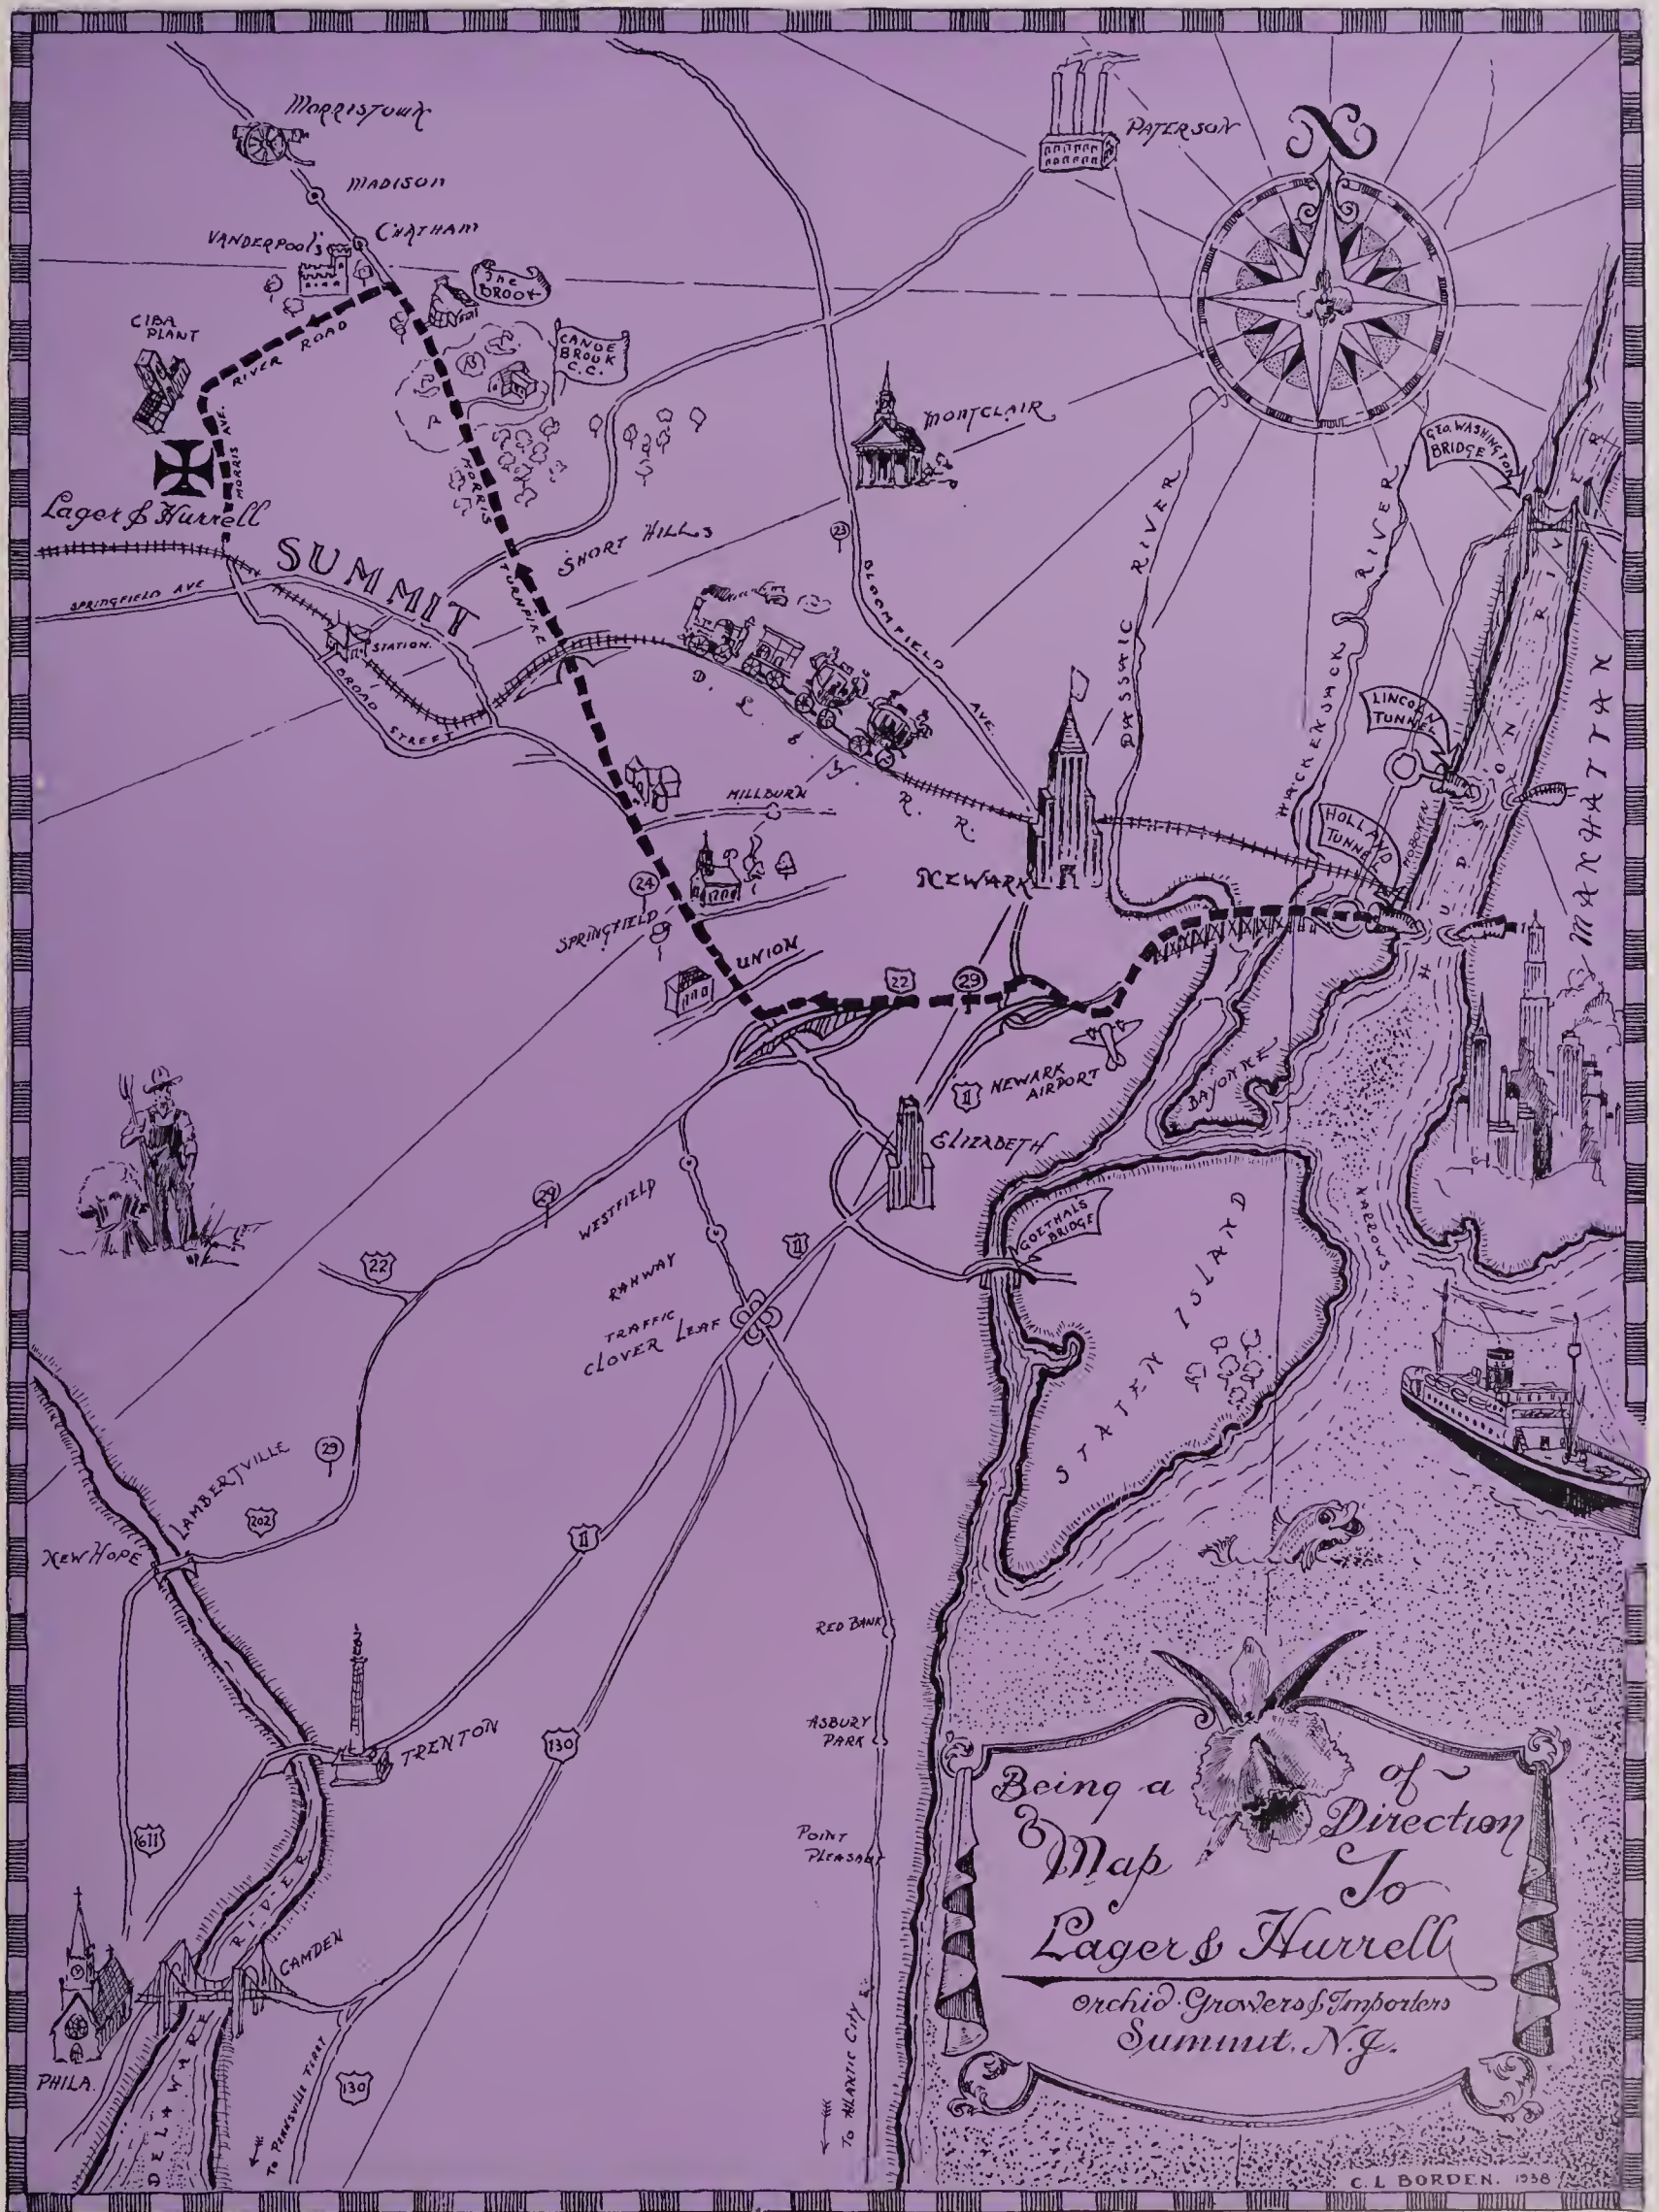 MORRISTOWN
MADISON
CHATHAM
VANDERPOOL'S
The
BROOK
CANOE
BROOK
C.C.
CIBA
PLANT
RIVER ROAD
MORRIS AVE.
Lager & Hurrell
SUMMIT
SPRINGFIELD AVE
STATION.
BROAD
STREET
MORRIS
TURNPIKE
SHORT HILLS
PATERSON
N
MONTCLAIR
23
BLOOMFIELD AVE.
PASSAIC RIVER
HACKENSACK RIVER
GEO. WASHINGTON
BRIDGE
LINCOLN
TUNNEL
HOLLAND
TUNNEL
HOBOKEN
HUDSON RIVER
MANHATTAN
D. L. & W. R. R.
MILLBURN
24
SPRINGFIELD
UNION
NEWARK
22
29
NEWARK
AIRPORT
1
BAYONNE
ELIZABETH
GOETHALS
BRIDGE
STATEN ISLAND
NARROWS
29
WESTFIELD
22
RAHWAY
TRAFFIC
CLOVER LEAF
1
29
LAMBERTVILLE
202
NEW HOPE
1
TRENTON
130
611
RED BANK
ASBURY
PARK
POINT
PLEASANT
To ATLANTIC CITY
CAMDEN
PHILA.
DELAWARE
RIVER
To PENNSVILLE FERRY
130
Being a
Map
of
Direction
To
Lager & Hurrell
Orchid Growers & Importers
Summit, N.J.
C. L BORDEN. 1938